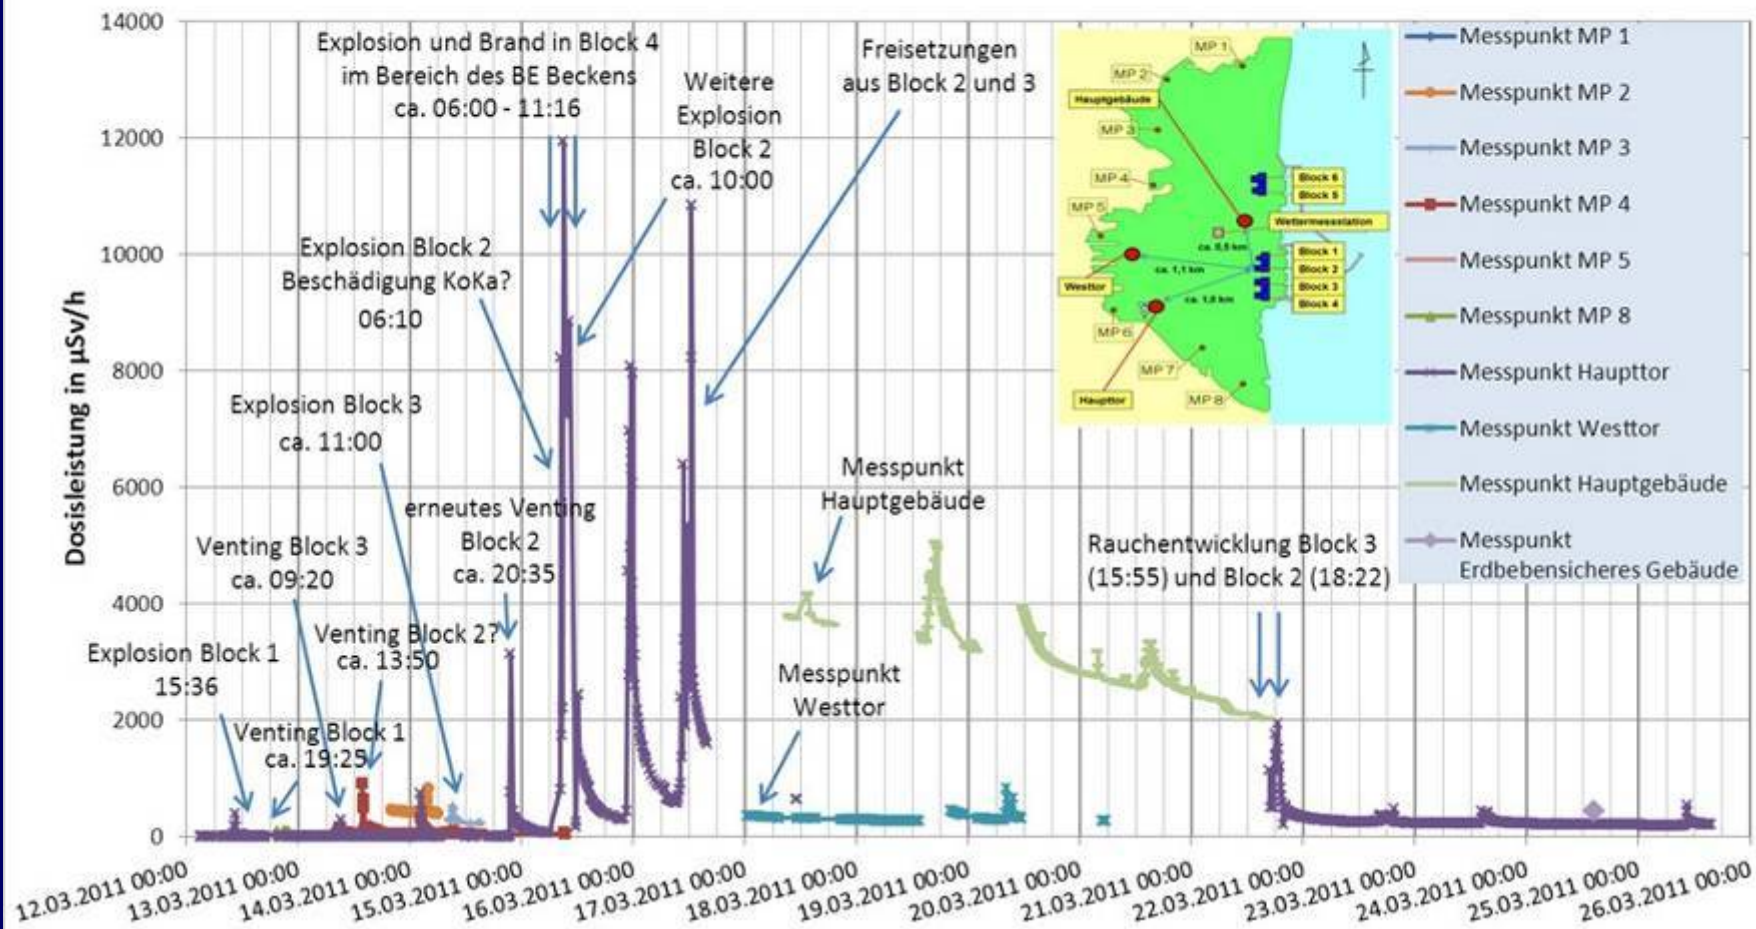 Dosisleistung in µSv/h
14000
12000
10000
8000
6000
4000
2000
0
Explosion und Brand in Block 4
im Bereich des BE Beckens
ca. 06:00 - 11:16
Weitere
Explosion
Block 2
ca. 10:00
Freisetzungen
aus Block 2 und 3
Explosion Block 2
Beschädigung KoKa?
06:10
Explosion Block 3
ca. 11:00
erneutes Venting
Block 2
ca. 20:35
Venting Block 3
ca. 09:20
Venting Block 2?
ca. 13:50
Explosion Block 1
15:36
Venting Block 1
ca. 19:25
Messpunkt
Hauptgebäude
Messpunkt
Westtor
Rauchentwicklung Block 3
(15:55) und Block 2 (18:22)
MP 1
MP 2
Hauptgebäude
MP 3
MP 4
MP 5
Block 6
Block 5
Wettermessstation
ca. 0,5 km
Block 1
ca. 1,1 km
Block 2
Westtor
Block 3
ca. 1,0 km
Block 4
MP 6
MP 7
Haupttor
MP 8
Messpunkt MP 1
Messpunkt MP 2
Messpunkt MP 3
Messpunkt MP 4
Messpunkt MP 5
Messpunkt MP 8
Messpunkt Haupttor
Messpunkt Westtor
Messpunkt Hauptgebäude
Messpunkt
Erdbebensicheres Gebäude
12.03.2011 00:00
13.03.2011 00:00
14.03.2011 00:00
15.03.2011 00:00
16.03.2011 00:00
17.03.2011 00:00
18.03.2011 00:00
19.03.2011 00:00
20.03.2011 00:00
21.03.2011 00:00
22.03.2011 00:00
23.03.2011 00:00
24.03.2011 00:00
25.03.2011 00:00
26.03.2011 00:00